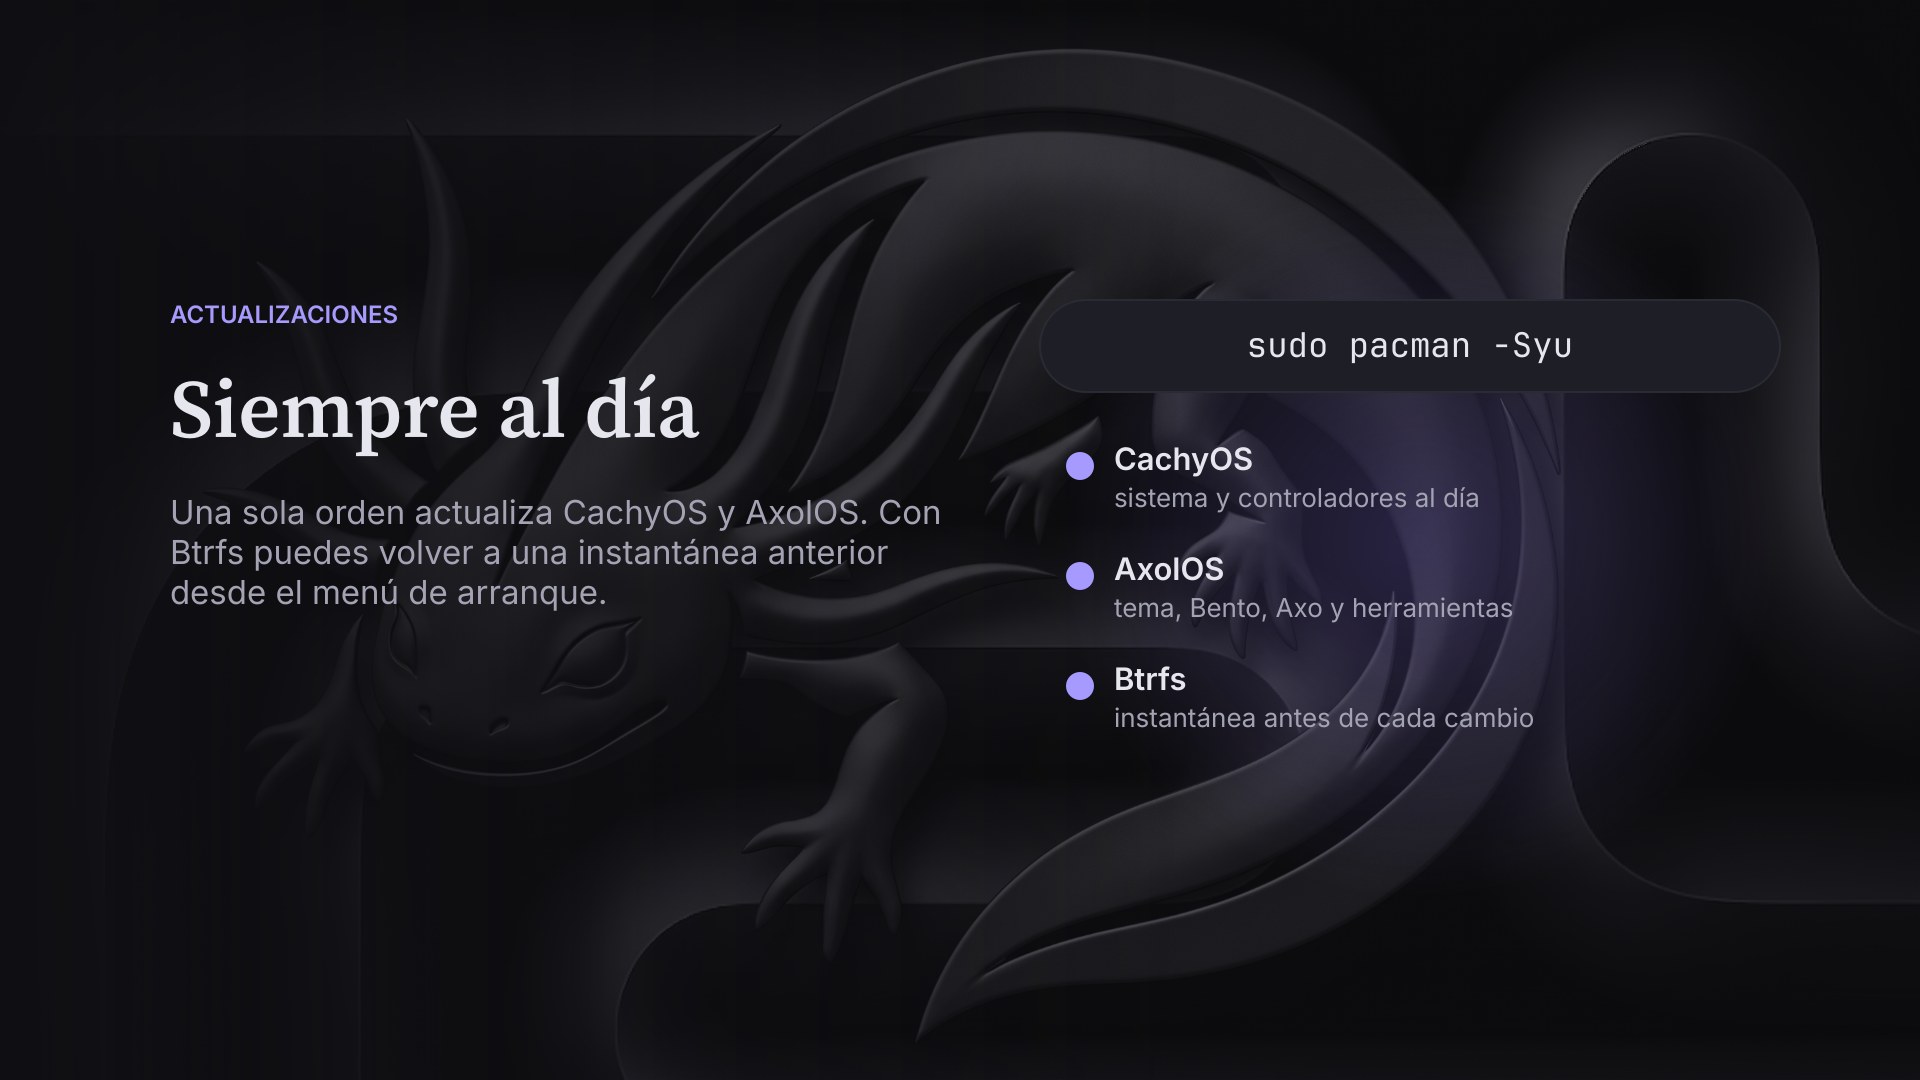 ACTUALIZACIONES
Siempre al día
Una sola orden actualiza CachyOS y AxolOS. Con
Btrfs puedes volver a una instantánea anterior
desde el menú de arranque.
sudo pacman -Syu
CachyOS
sistema y controladores al día
AxolOS
tema, Bento, Axo y herramientas
Btrfs
instantánea antes de cada cambio